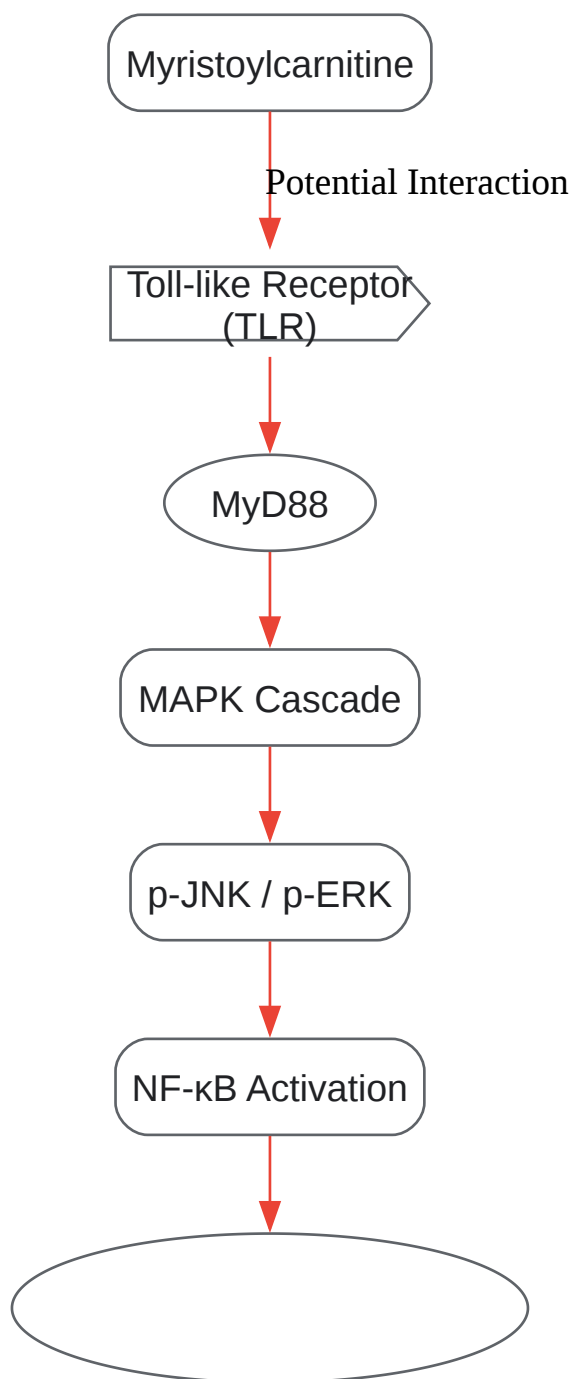 Myristoylcarnitine
Potential Interaction
Toll-like Receptor
(TLR)
MyD88
MAPK Cascade
p-JNK / p-ERK
NF-κB Activation